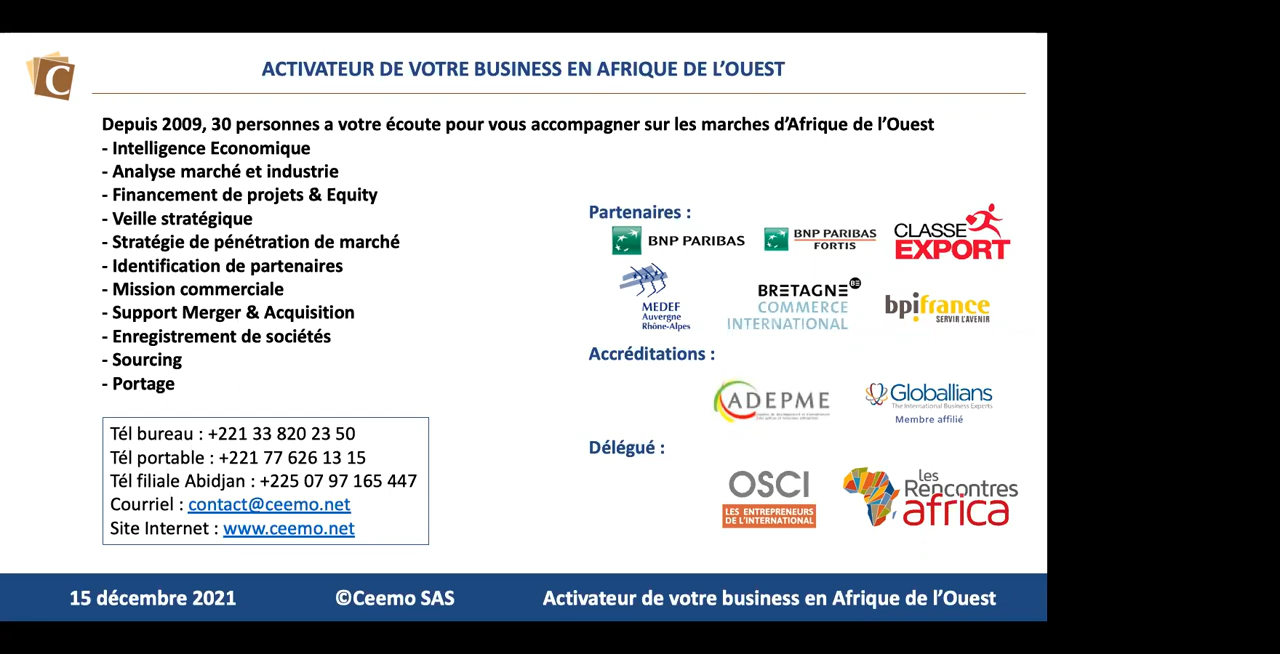 C
ACTIVATEUR DE VOTRE BUSINESS EN AFRIQUE DE L’OUEST
Depuis 2009, 30 personnes a votre écoute pour vous accompagner sur les marches d’Afrique de l’Ouest
- Intelligence Economique
- Analyse marché et industrie
- Financement de projets & Equity
- Veille stratégique
- Stratégie de pénétration de marché
- Identification de partenaires
- Mission commerciale
- Support Merger & Acquisition
- Enregistrement de sociétés
- Sourcing
- Portage
Tél bureau : +221 33 820 23 50
Tél portable : +221 77 626 13 15
Tél filiale Abidjan : +225 07 97 165 447
Courriel : contact@ceemo.net
Site Internet : www.ceemo.net
Partenaires :
BNP PARIBAS
BNP PARIBAS
FORTIS
CLASSE
EXPORT
MEDEF
Auvergne
Rhône-Alpes
BRETAGNE
COMMERCE
INTERNATIONAL
bpifrance
SERVIR L'AVENIR
Accréditations :
ADEPME
Globallians
The International Business Experts
Membre affilié
Délégué :
OSCI
LES ENTREPRENEURS
DE L'INTERNATIONAL
les
Rencontres
africa
15 décembre 2021
©Ceemo SAS
Activateur de votre business en Afrique de l’Ouest